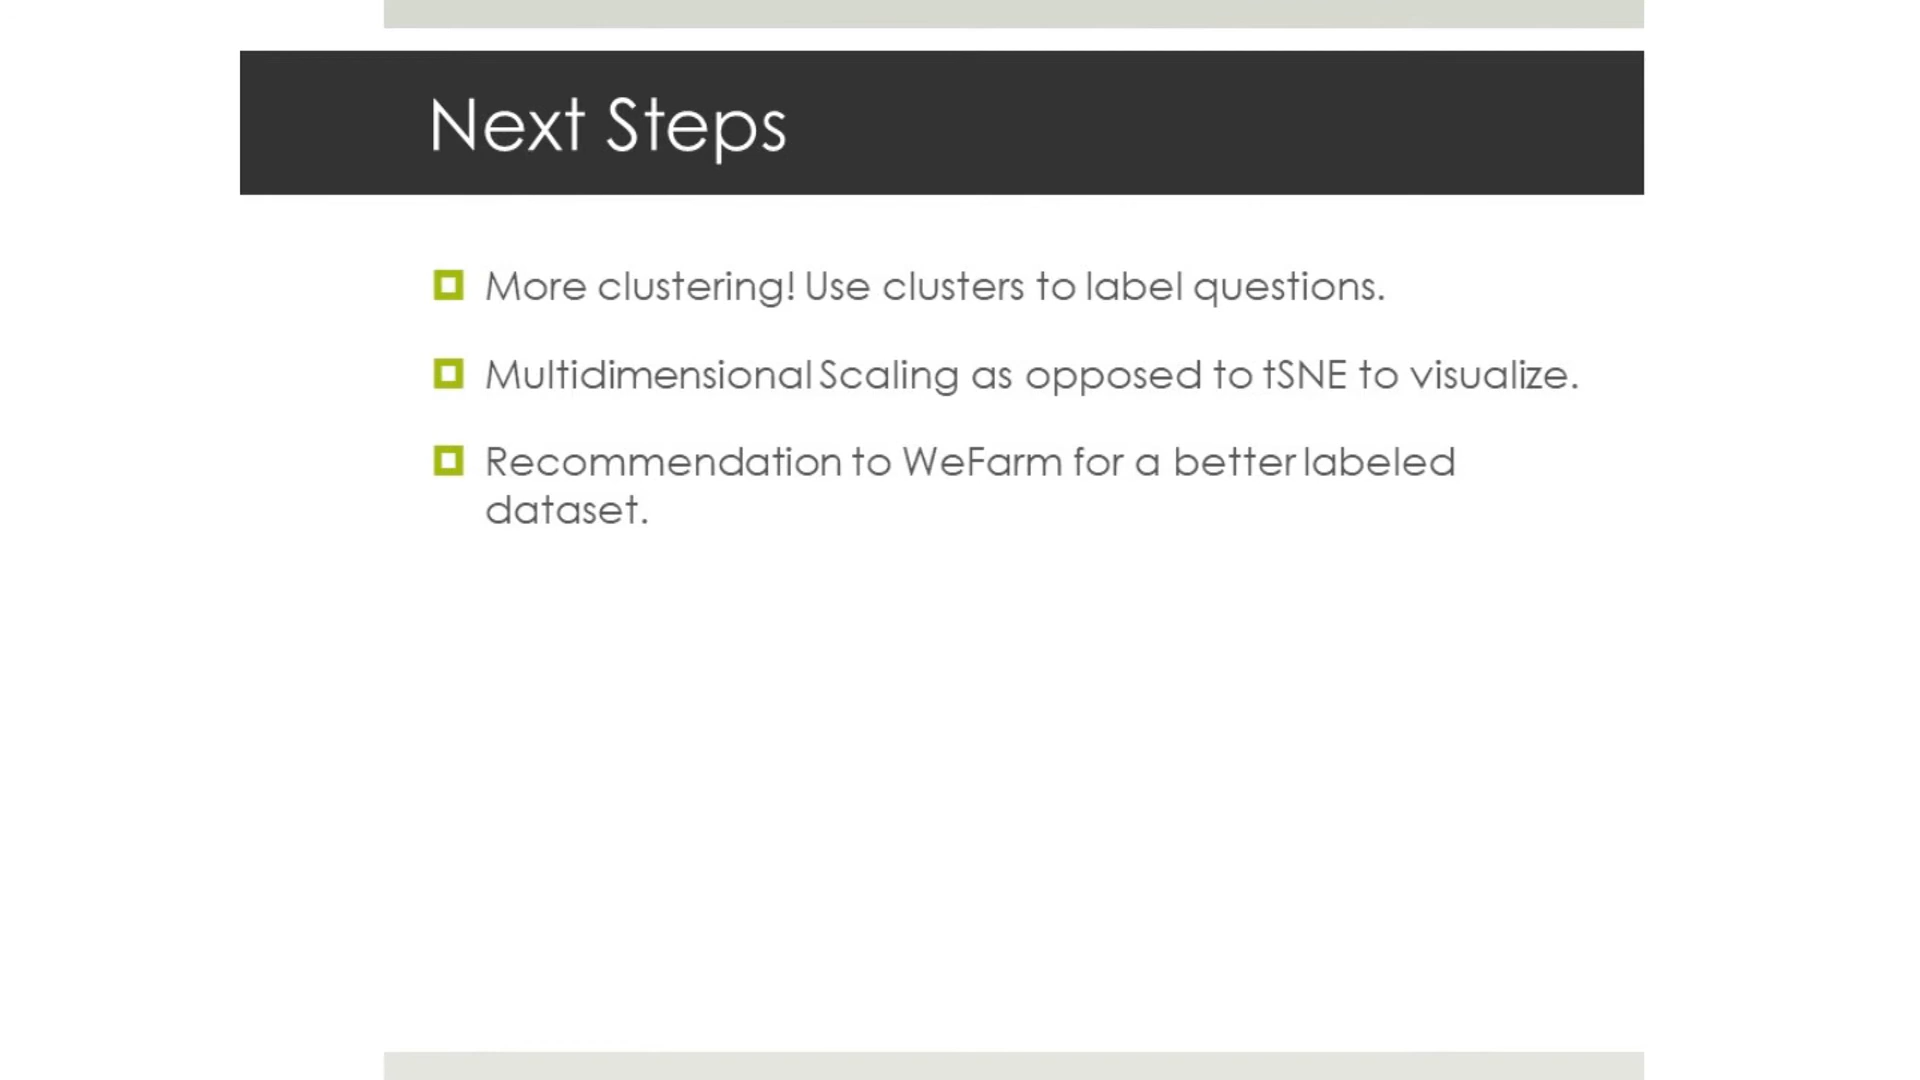 Next Steps
More clustering! Use clusters to label questions.
Multidimensional Scaling as opposed to tSNE to visualize.
Recommendation to WeFarm for a better labeled
dataset.